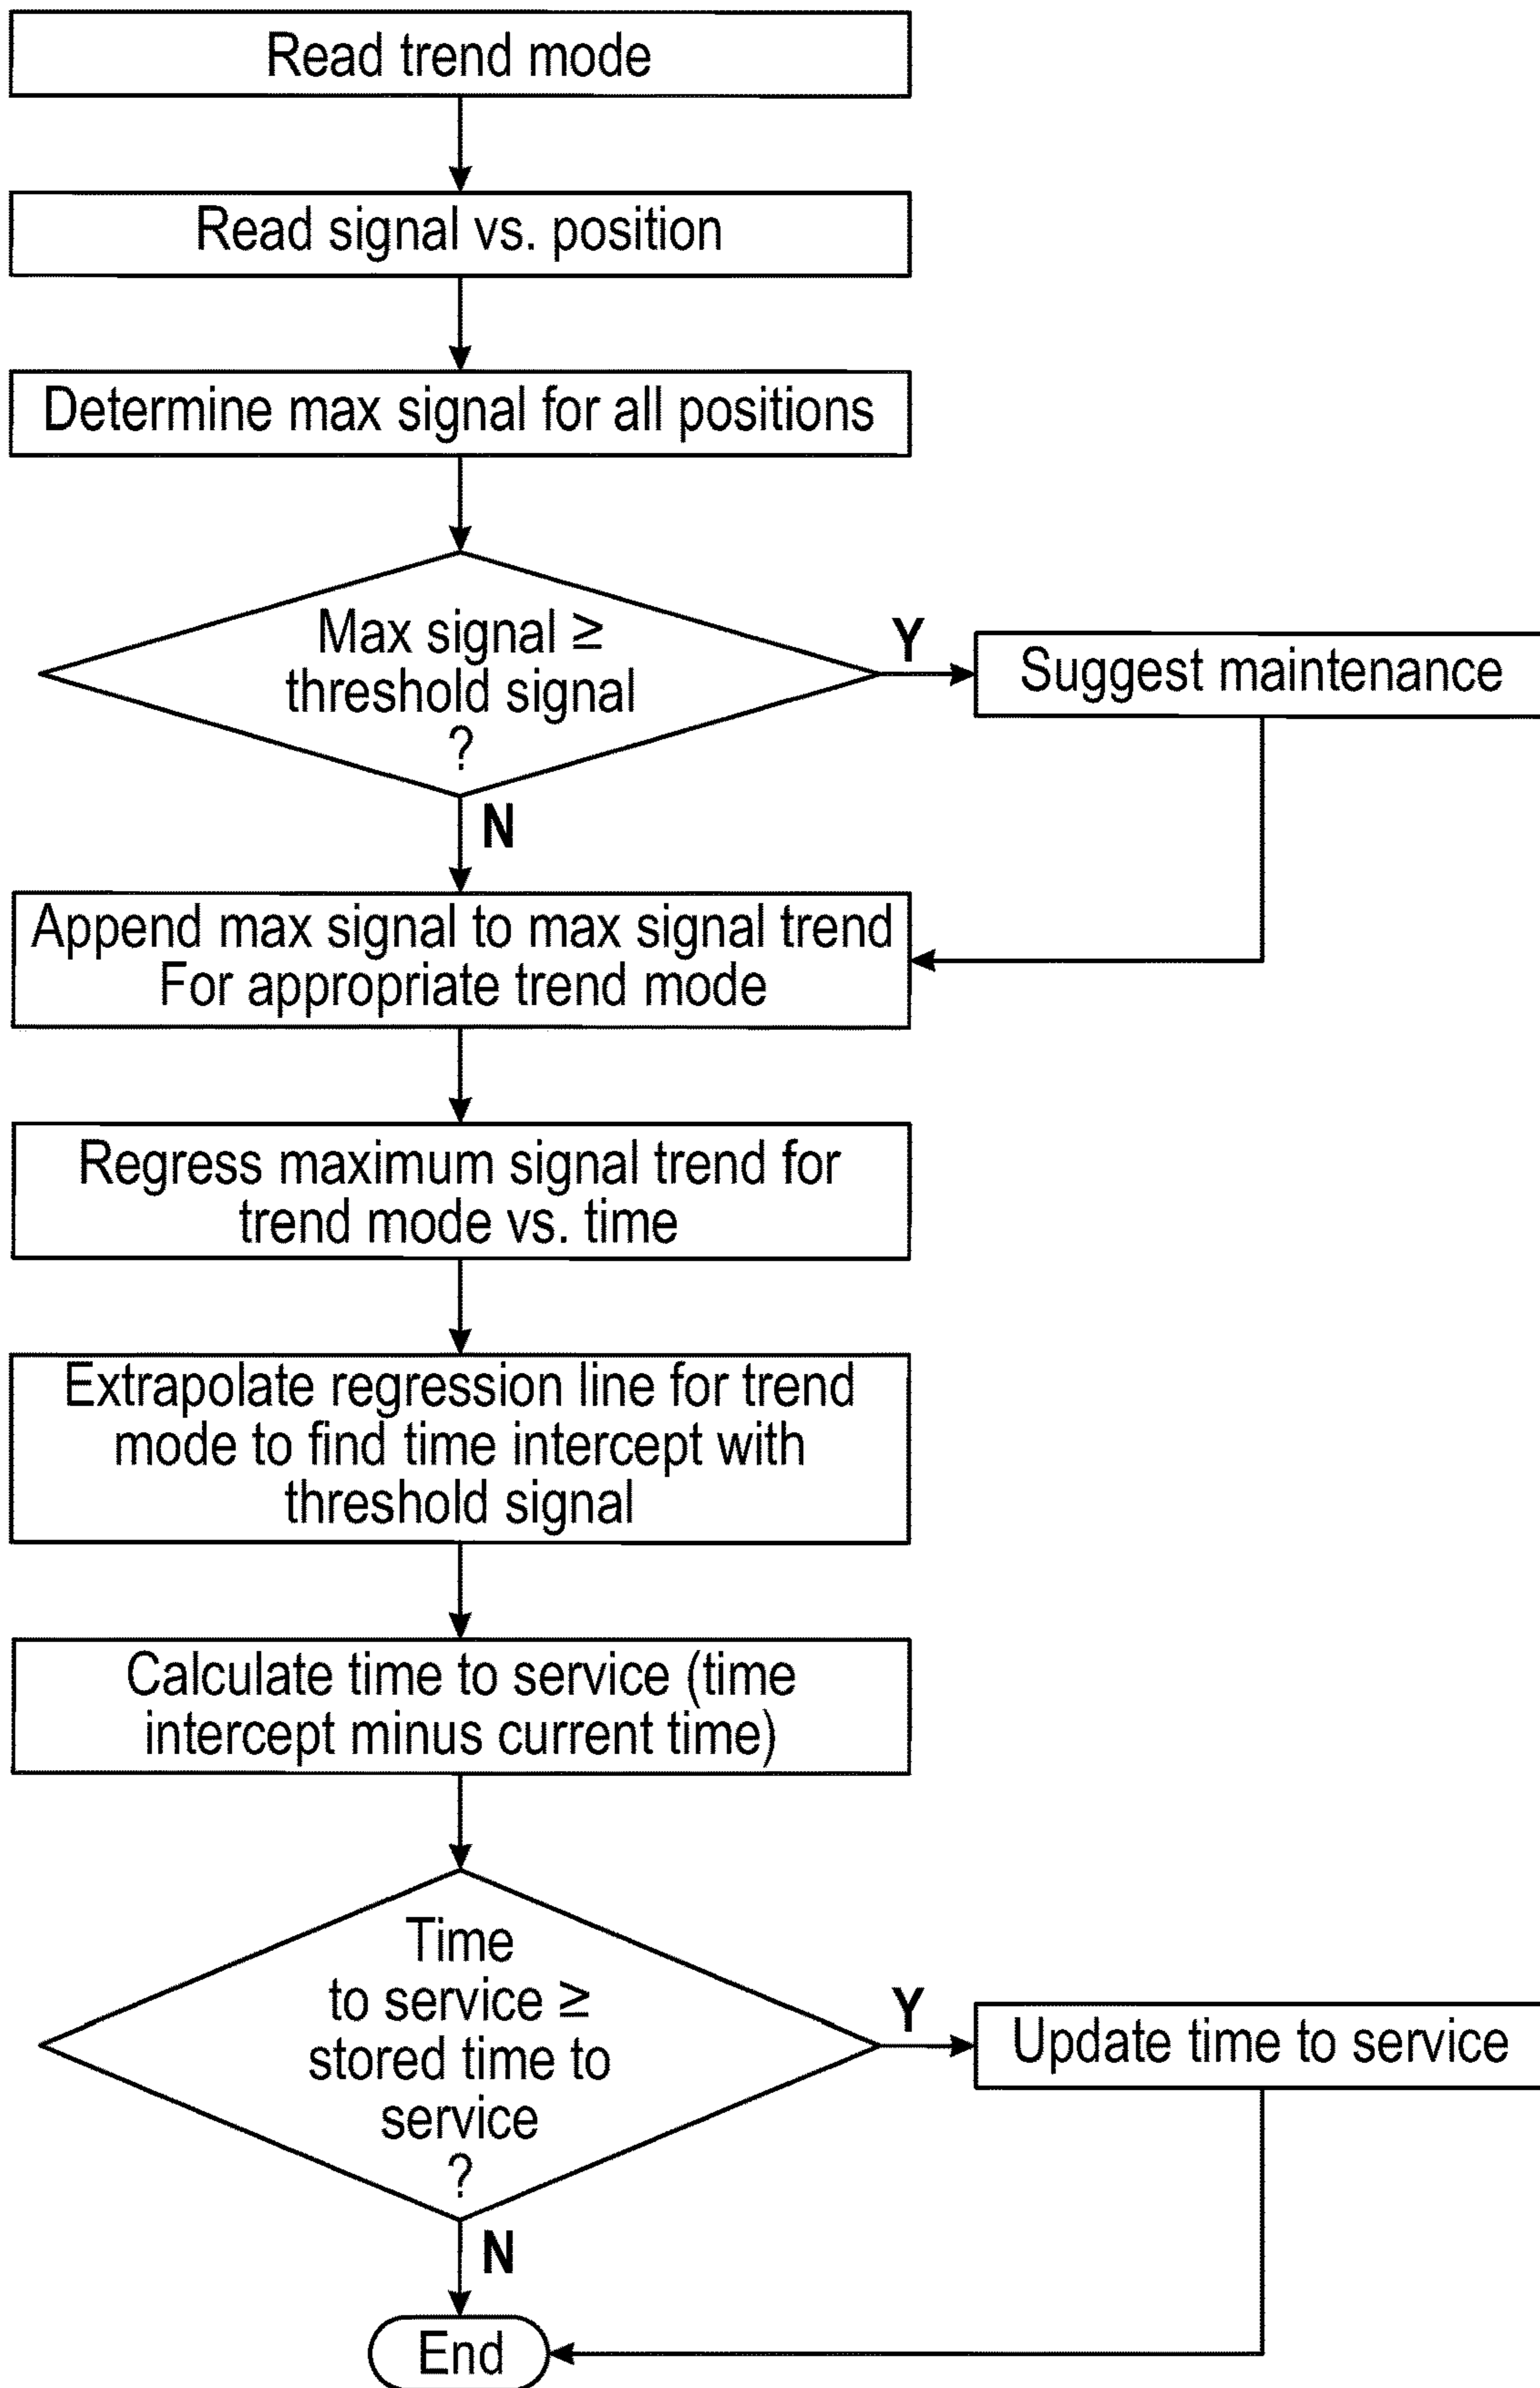 Read trend mode
Read signal vs. position
Determine max signal for all positions
Max signal ≥
threshold signal
?
Y
Suggest maintenance
N
Append max signal to max signal trend
For appropriate trend mode
Regress maximum signal trend for
trend mode vs. time
Extrapolate regression line for trend
mode to find time intercept with
threshold signal
Calculate time to service (time
intercept minus current time)
Time
to service ≥
stored time to
service
?
Y
Update time to service
N
End